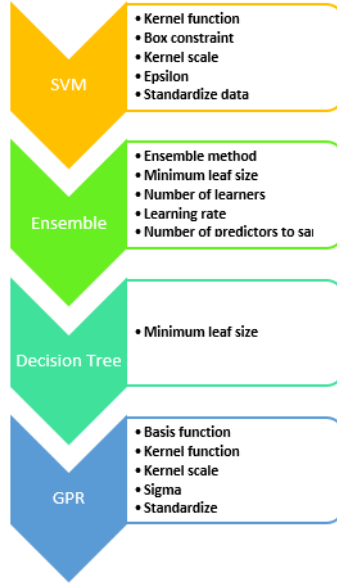 SVM
• Kernel function
• Box constraint
• Kernel scale
• Epsilon
• Standardize data
Ensemble
• Ensemble method
• Minimum leaf size
• Number of learners
• Learning rate
• Number of predictors to
Decision Tree
• Minimum leaf size
GPR
• Basis function
• Kernel function
• Kernel scale
• Sigma
• Standardize